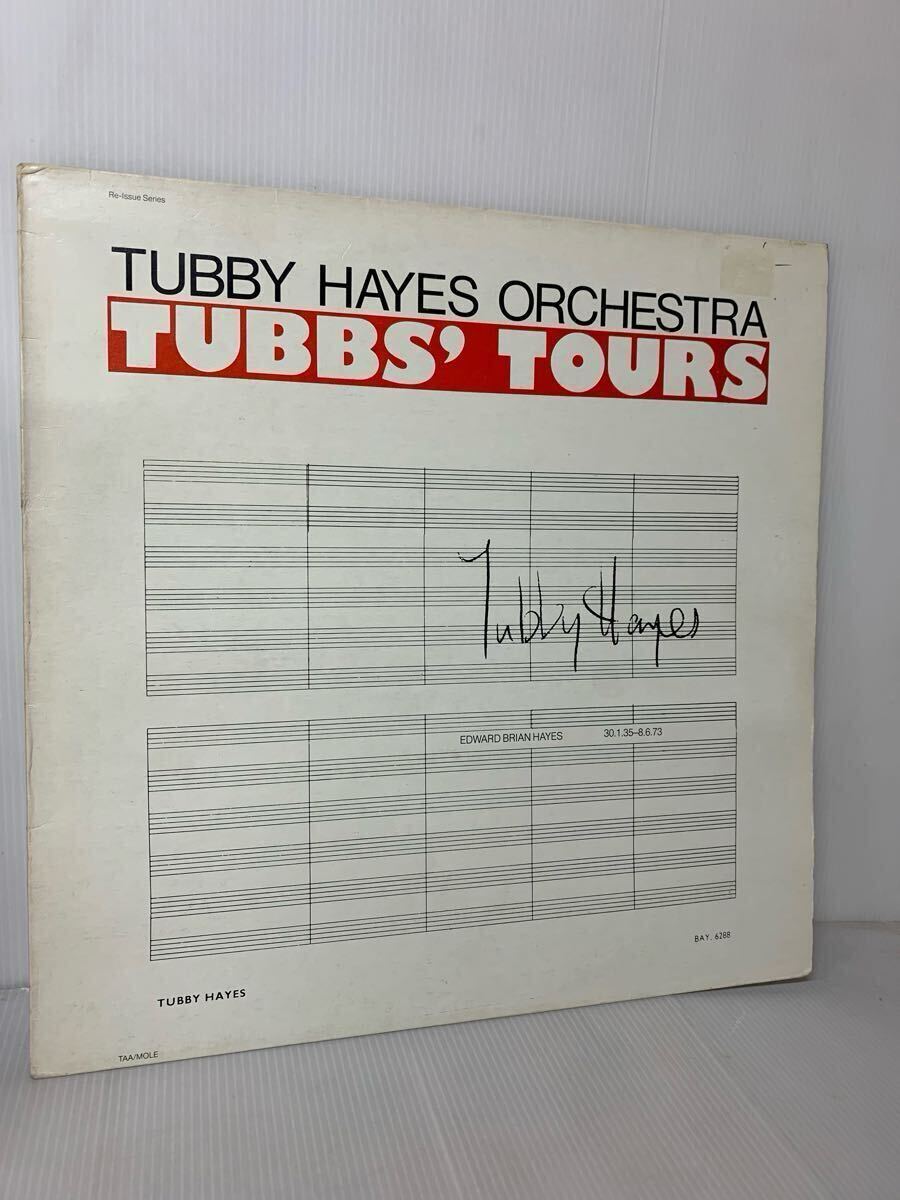 Re-Issue Series
TUBBY HAYES ORCHESTRA
TUBBS' TOURS
Tubby Hayes
EDWARD BRIAN HAYES 30.1.35–8.6.73
BAY. 6288
TUBBY HAYES
TAA/MOLE